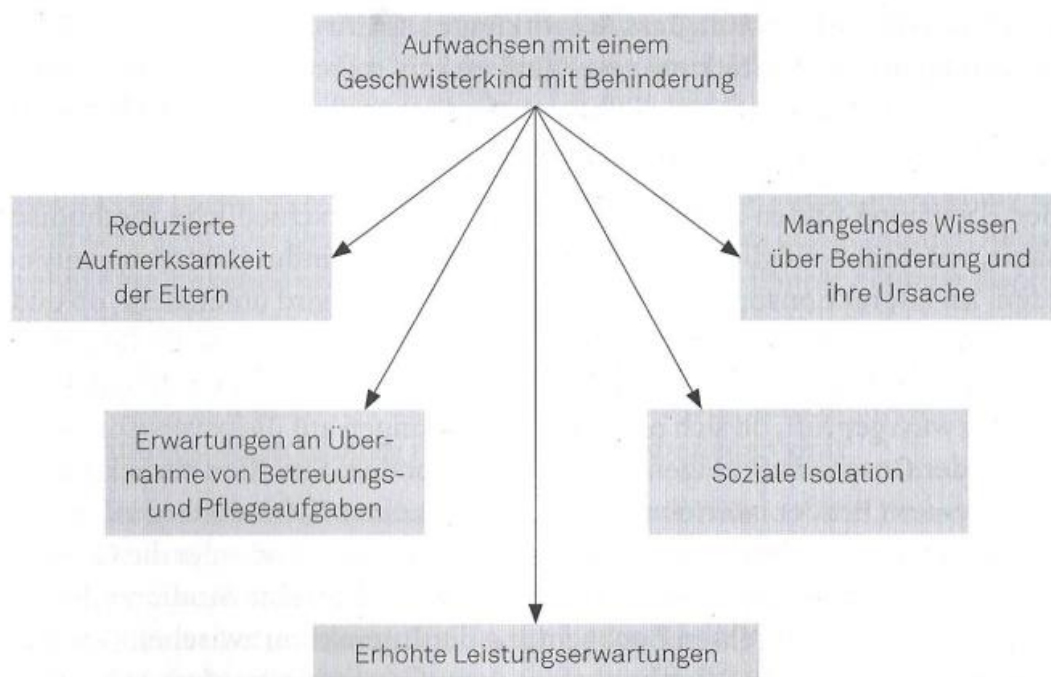 Aufwachsen mit einem
Geschwisterkind mit Behinderung
Reduzierte
Aufmerksamkeit
der Eltern
Mangelndes Wissen
über Behinderung und
ihre Ursache
Erwartungen an Über-
nahme von Betreuungs-
und Pflegeaufgaben
Soziale Isolation
Erhöhte Leistungserwartungen